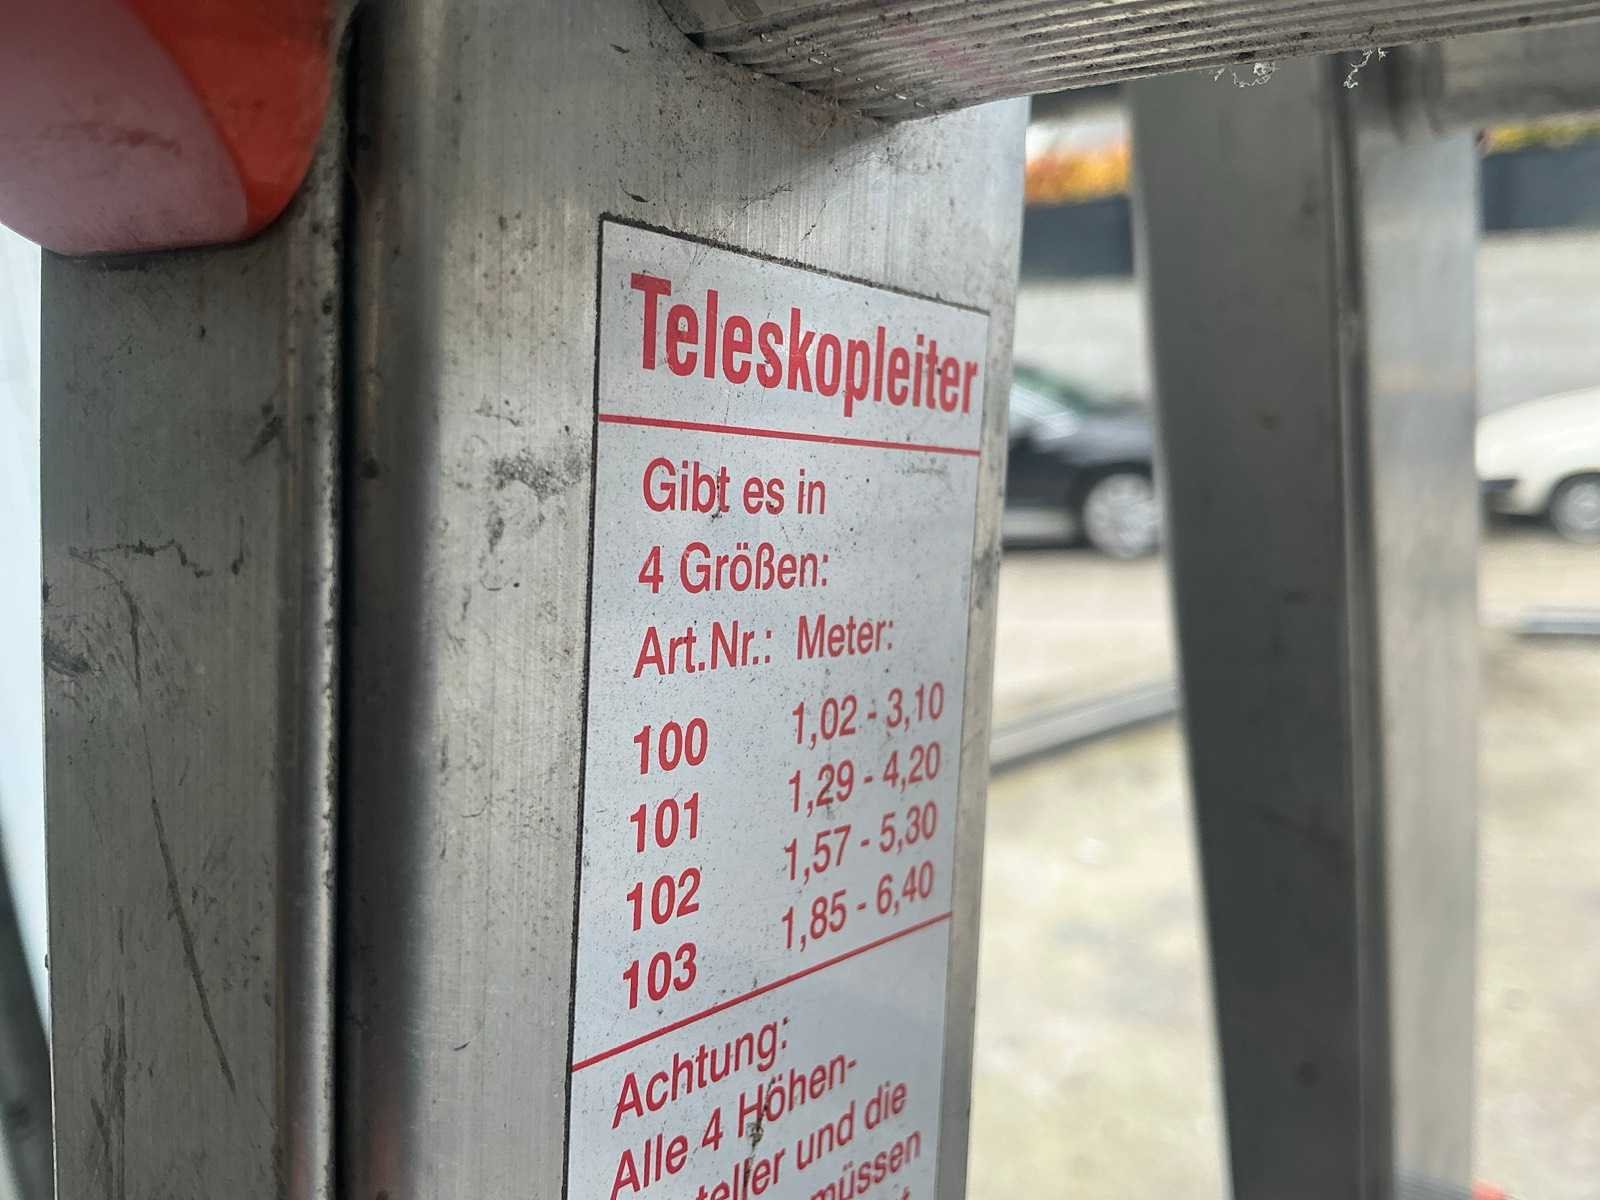 Teleskopleiter
Gibt es in
4 Größen:
Art.Nr.: Meter:
100 1,02 - 3,10
101 1,29 - 4,20
102 1,57 - 5,30
103 1,85 - 6,40
Achtung:
Alle 4 Höhen-
teller und die
müssen